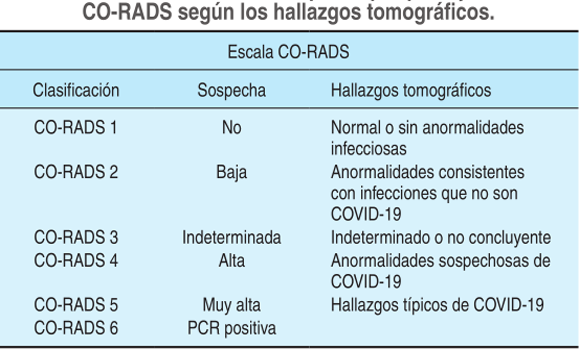 CO-RADS según los hallazgos tomográficos.
Escala CO-RADS
Clasificación Sospecha Hallazgos tomográficos
CO-RADS 1 No Normal o sin anormalidades
infecciosas
CO-RADS 2 Baja Anormalidades consistentes
con infecciones que no son
COVID-19
CO-RADS 3 Indeterminada Indeterminado o no concluyente
CO-RADS 4 Alta Anormalidades sospechosas de
COVID-19
CO-RADS 5 Muy alta Hallazgos típicos de COVID-19
CO-RADS 6 PCR positiva